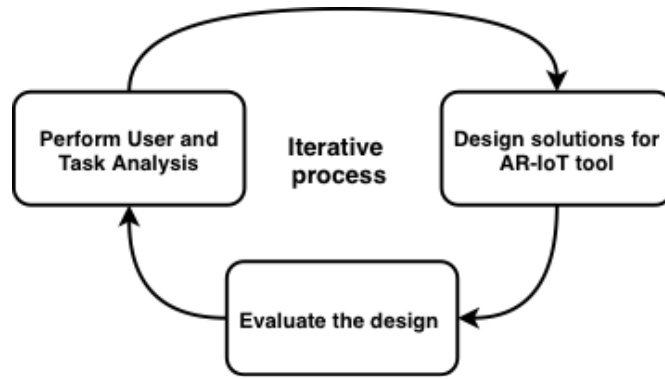 Perform User and
Task Analysis
Iterative
process
Design solutions for
AR-IoT tool
Evaluate the design